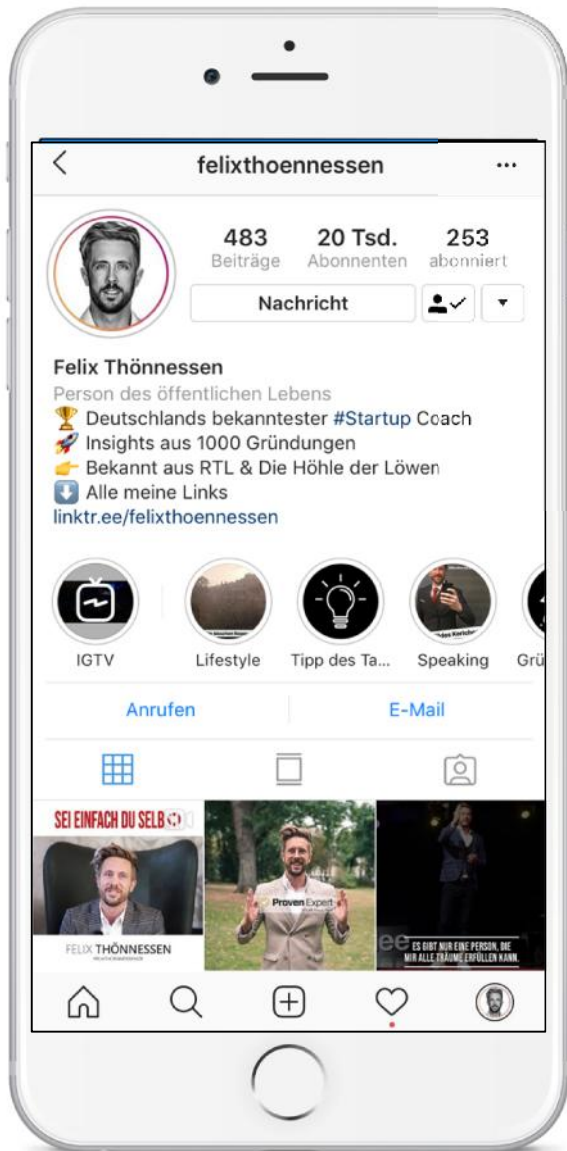 felixthoennessen
483 20 Tsd. 253
Beiträge Abonnenten abonniert
Nachricht
Felix Thönnessen
Person des öffentlichen Lebens
🏆 Deutschlands bekanntester #Startup Coach
🚀 Insights aus 1000 Gründungen
👉 Bekannt aus RTL & Die Höhle der Löwen
⬇️ Alle meine Links
linktr.ee/felixthoennessen
IGTV Lifestyle Tipp des Ta... Speaking Grü
Anrufen E-Mail
SEI EINFACH DU SELB
FELIX THÖNNESSEN
ProvenExpert
ee
ES GIBT NUR EINE PERSON, DIE
MIR ALLE TRÄUME ERFÜLLEN KANN.